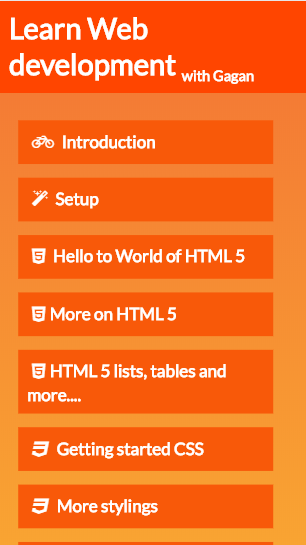 Learn Web
development with Gagan
Introduction
Setup
Hello to World of HTML 5
More on HTML 5
HTML 5 lists, tables and
more....
Getting started CSS
More stylings